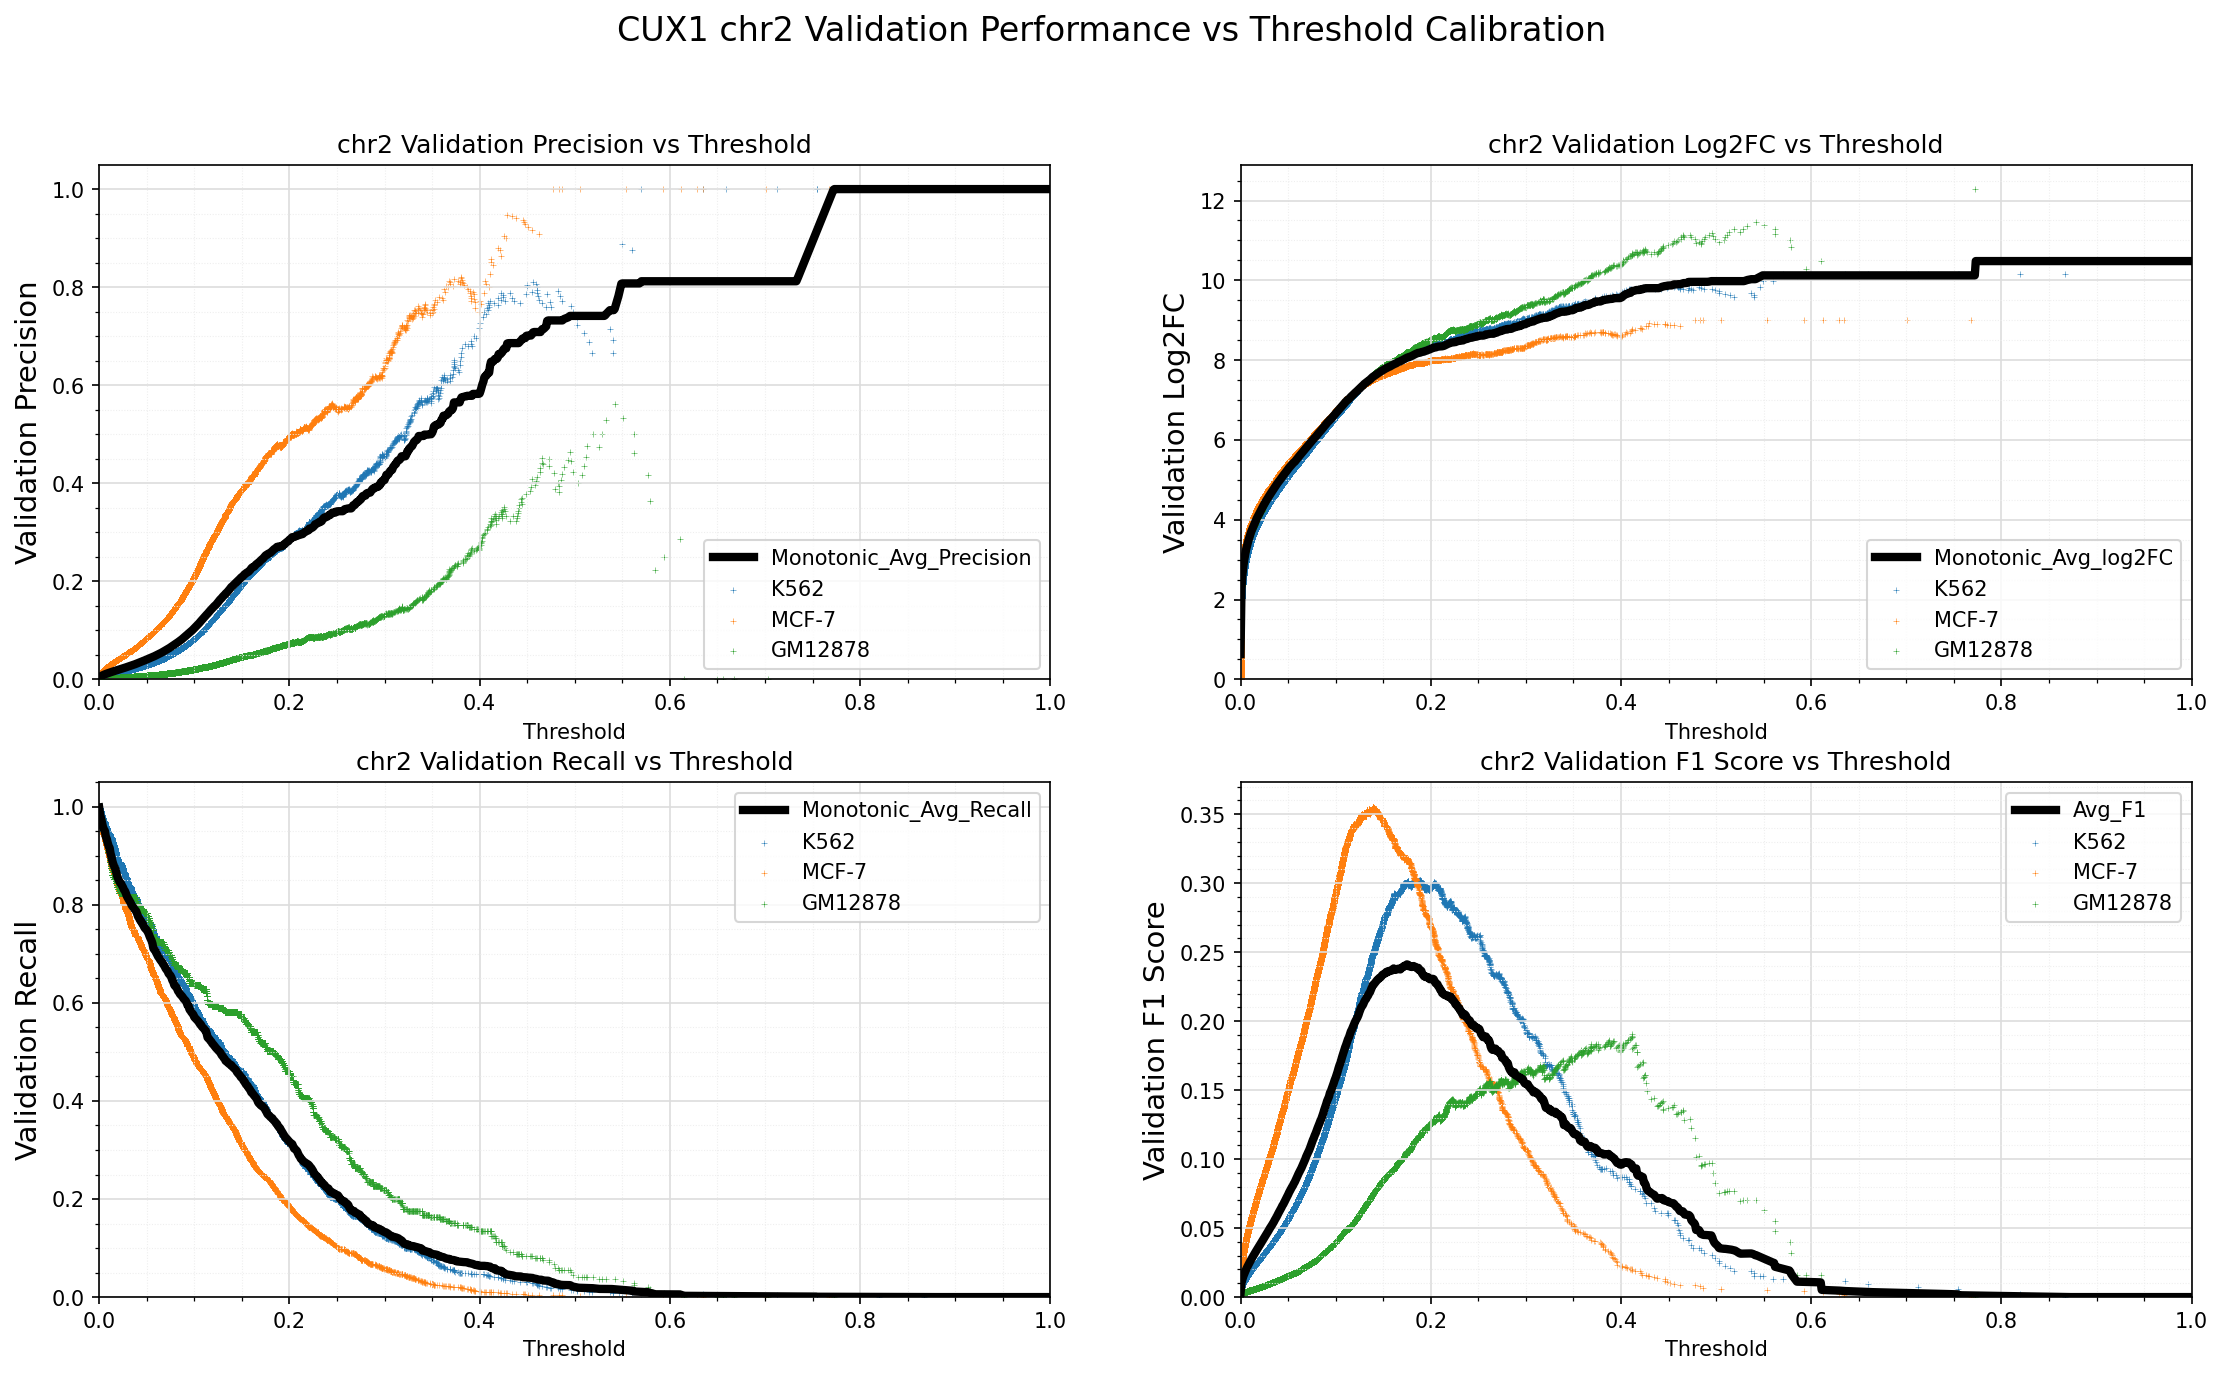 CUX1 chr2 Validation Performance vs Threshold Calibration
chr2 Validation Precision vs Threshold
Validation Precision
1.0
0.8
0.6
0.4
0.2
0.0
0.0 0.2 0.4 0.6 0.8 1.0
Threshold
Monotonic_Avg_Precision
K562
MCF-7
GM12878
chr2 Validation Log2FC vs Threshold
Validation Log2FC
12
10
8
6
4
2
0
0.0 0.2 0.4 0.6 0.8 1.0
Threshold
Monotonic_Avg_log2FC
K562
MCF-7
GM12878
chr2 Validation Recall vs Threshold
Validation Recall
1.0
0.8
0.6
0.4
0.2
0.0
0.0 0.2 0.4 0.6 0.8 1.0
Threshold
Monotonic_Avg_Recall
K562
MCF-7
GM12878
chr2 Validation F1 Score vs Threshold
Validation F1 Score
0.35
0.30
0.25
0.20
0.15
0.10
0.05
0.00
0.0 0.2 0.4 0.6 0.8 1.0
Threshold
Avg_F1
K562
MCF-7
GM12878